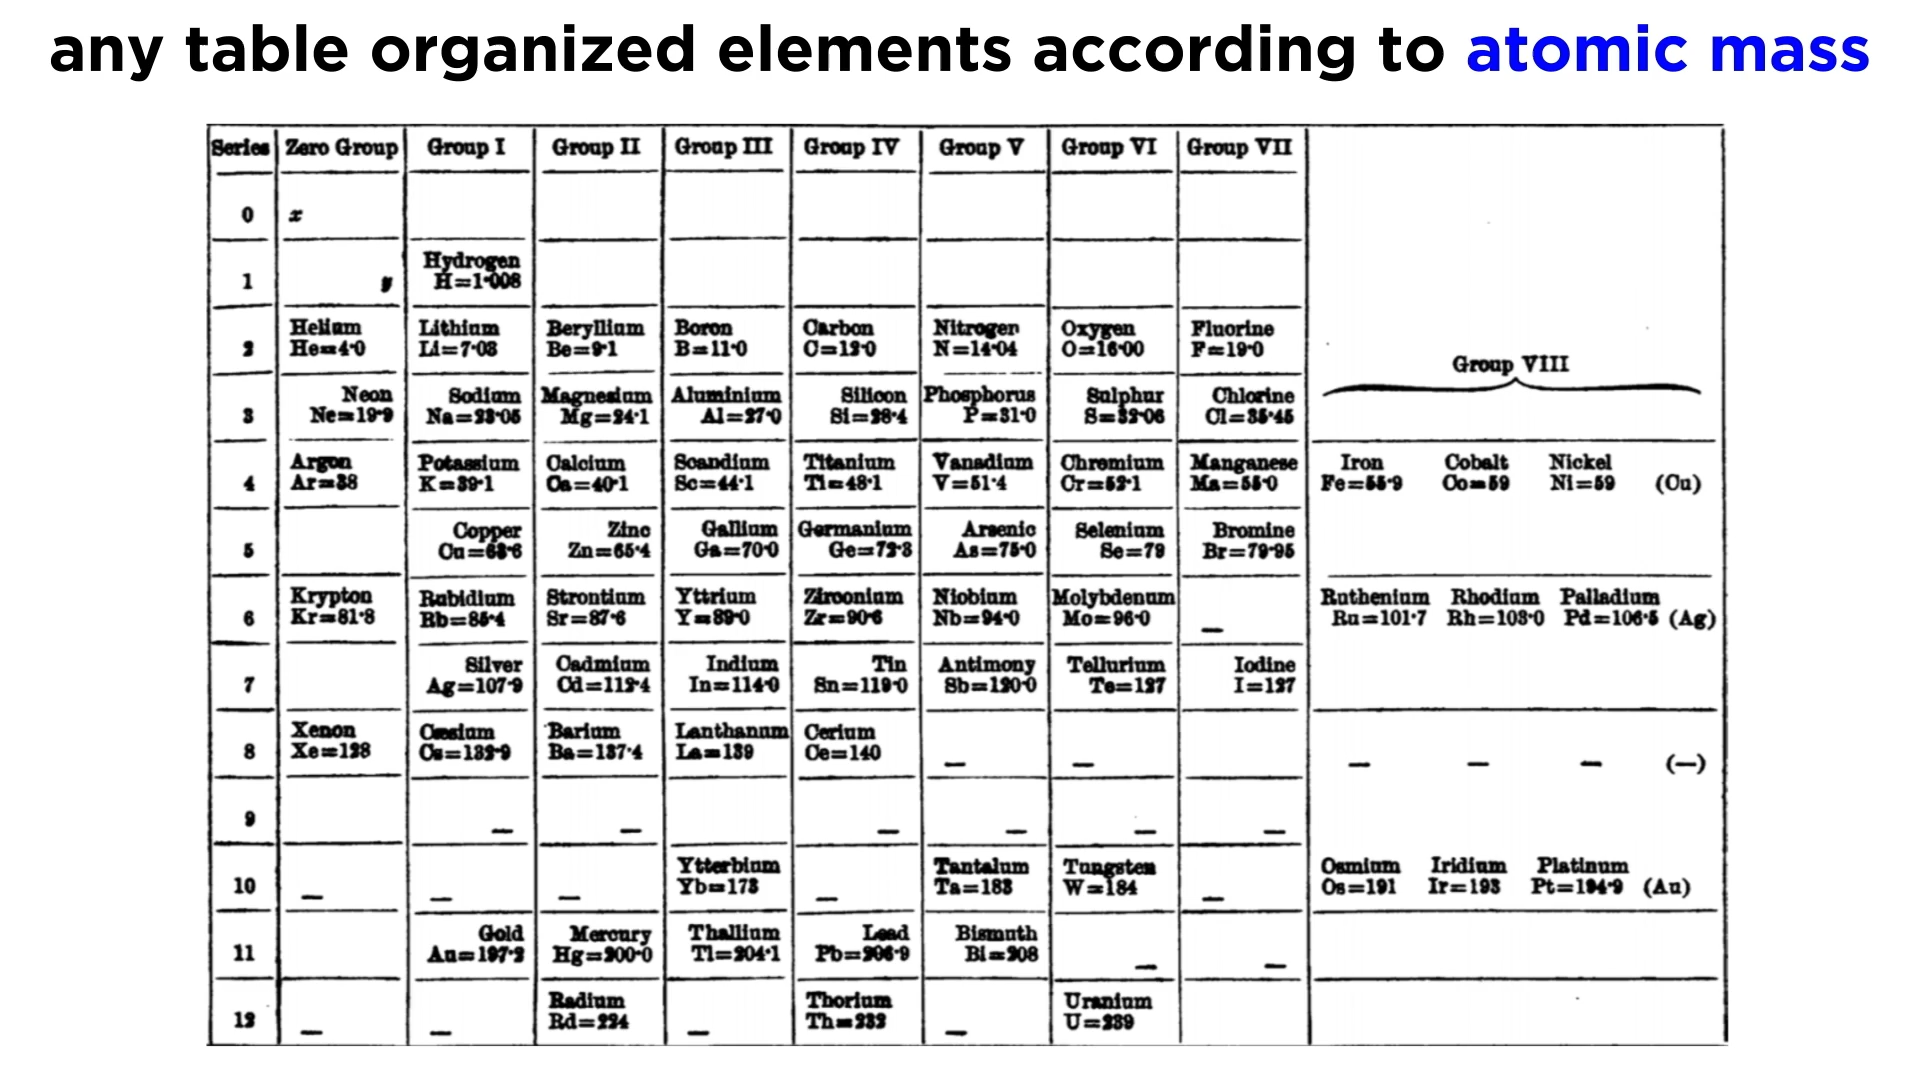 any table organized elements according to atomic mass
Series Zero Group Group I Group II Group III Group IV Group V Group VI Group VII
0 x
Hydrogen
1 y H=1·008
Helium Lithium Beryllium Boron Carbon Nitrogen Oxygen Fluorine
2 He=4·0 Li=7·03 Be=9·1 B=11·0 C=12·0 N=14·04 O=16·00 F=19·0
Group VIII
Neon Sodium Magnesium Aluminium Silicon Phosphorus Sulphur Chlorine
3 Ne=19·9 Na=23·05 Mg=24·1 Al=27·0 Si=28·4 P=31·0 S=32·06 Cl=35·45
Argon Potassium Calcium Scandium Titanium Vanadium Chromium Manganese Iron Cobalt Nickel
4 Ar=38 K=39·1 Ca=40·1 Sc=44·1 Ti=48·1 V=51·4 Cr=52·1 Mn=55·0 Fe=55·9 Co=59 Ni=59 (Cu)
Copper Zinc Gallium Germanium Arsenic Selenium Bromine
5 Cu=63·6 Zn=65·4 Ga=70·0 Ge=72·3 As=75·0 Se=79 Br=79·95
Krypton Rubidium Strontium Yttrium Zirconium Niobium Molybdenum Ruthenium Rhodium Palladium
6 Kr=81·8 Rb=85·4 Sr=87·6 Y=89·0 Zr=90·6 Nb=94·0 Mo=96·0 — Ru=101·7 Rh=103·0 Pd=106·5 (Ag)
Silver Cadmium Indium Tin Antimony Tellurium Iodine
7 Ag=107·9 Cd=112·4 In=114·0 Sn=119·0 Sb=120·0 Te=127 I=127
Xenon Cæsium Barium Lanthanum Cerium
8 Xe=128 Cs=132·9 Ba=137·4 La=139 Ce=140 — — — — — (—)
9 — — — — — —
Ytterbium Tantalum Tungsten Osmium Iridium Platinum
10 — — — Yb=173 — Ta=183 W=184 — Os=191 Ir=193 Pt=194·9 (Au)
Gold Mercury Thallium Lead Bismuth
11 Au=197·2 Hg=200·0 Tl=204·1 Pb=206·9 Bi=208 — —
Radium Thorium Uranium
12 — — Rd=224 — Th=232 — U=239